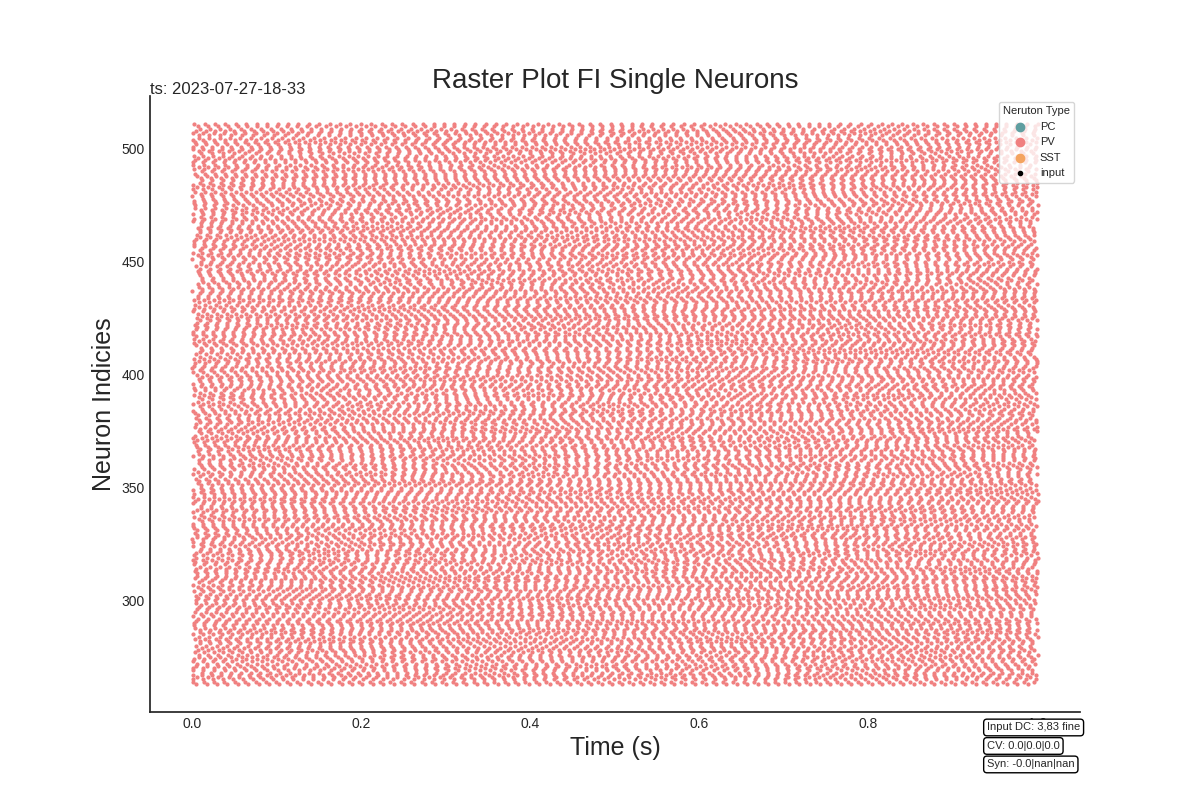 Raster Plot FI Single Neurons
ts: 2023-07-27-18-33
Neruton Type
PC
PV
SST
input
500
450
400
350
300
Neuron Indicies
0.0
0.2
0.4
0.6
0.8
Time (s)
Input DC: 3,83 fine
CV: 0.0|0.0|0.0
Syn: -0.0|nan|nan